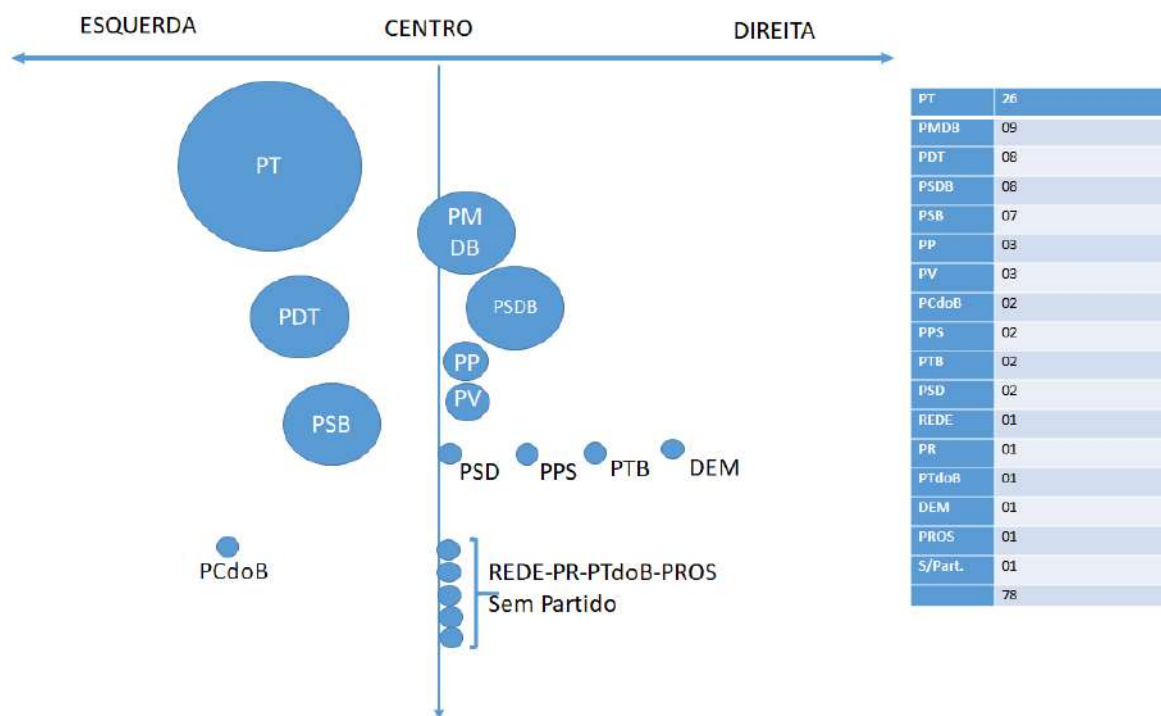 ESQUERDA CENTRO DIREITA
PT
PM
DB
PSDB
PDT
PP
PV
PSB
PSD PPS PTB DEM
PCdoB
REDE-PR-PTdoB-PROS
Sem Partido
PT 26
PMDB 09
PDT 08
PSDB 08
PSB 07
PP 03
PV 03
PCdoB 02
PPS 02
PTB 02
PSD 02
REDE 01
PR 01
PTdoB 01
DEM 01
PROS 01
S/Part. 01
78